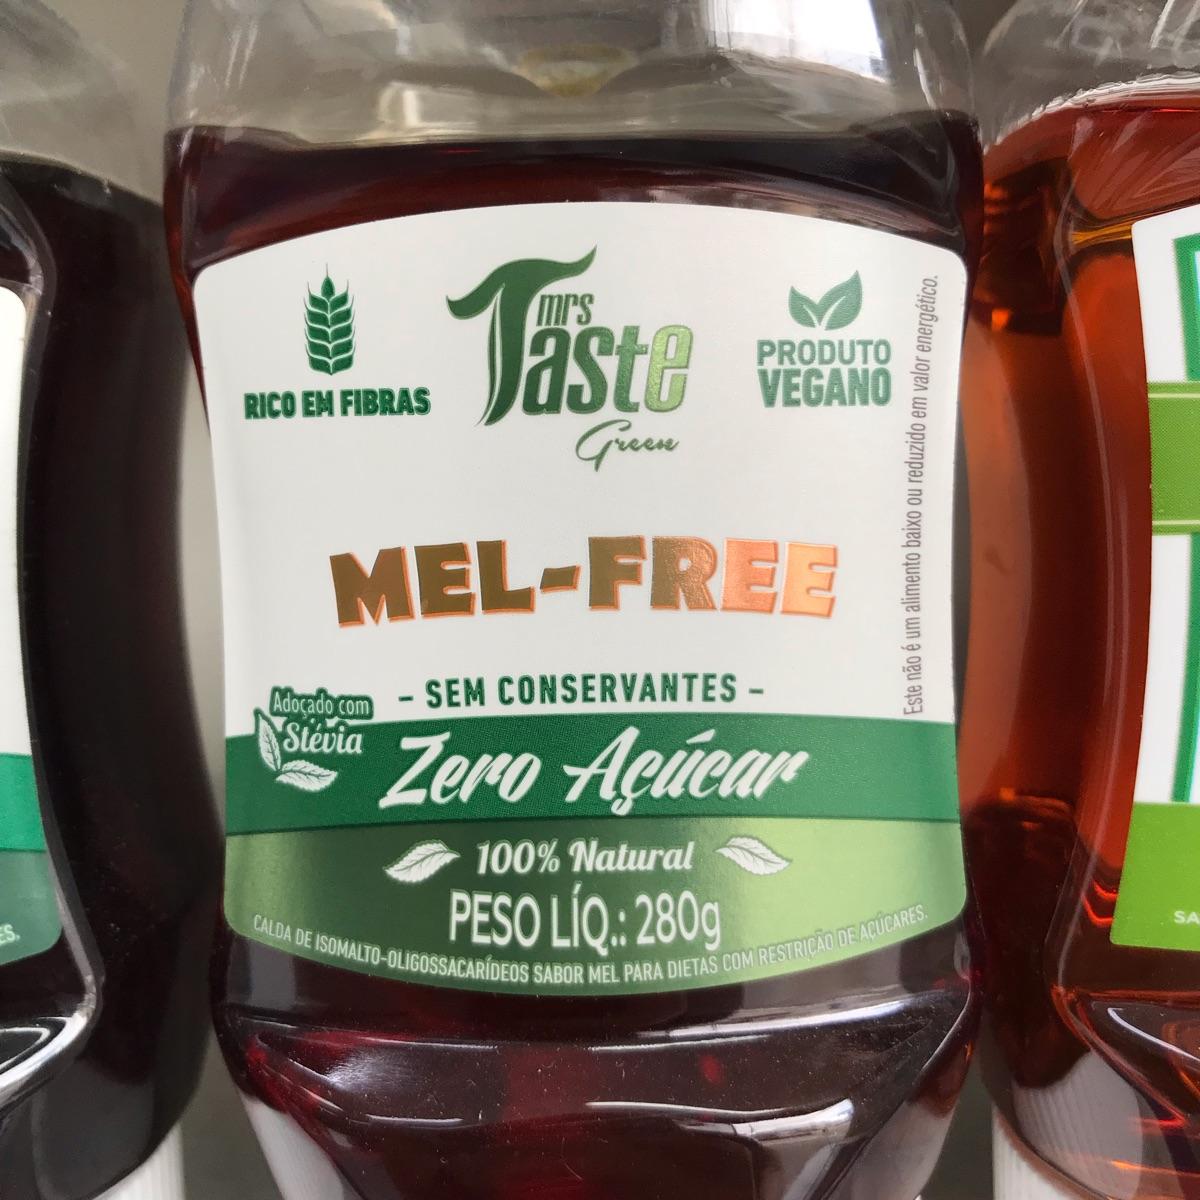 mrs
Taste
Green
RICO EM FIBRAS
PRODUTO
VEGANO
Este não é um alimento baixo ou reduzido em valor energético.
MEL-FREE
- SEM CONSERVANTES -
Adoçado com
Stévia
Zero Açúcar
100% Natural
PESO LÍQ.: 280g
CALDA DE ISOMALTO-OLIGOSSACARÍDEOS SABOR MEL PARA DIETAS COM RESTRIÇÃO DE AÇÚCARES.